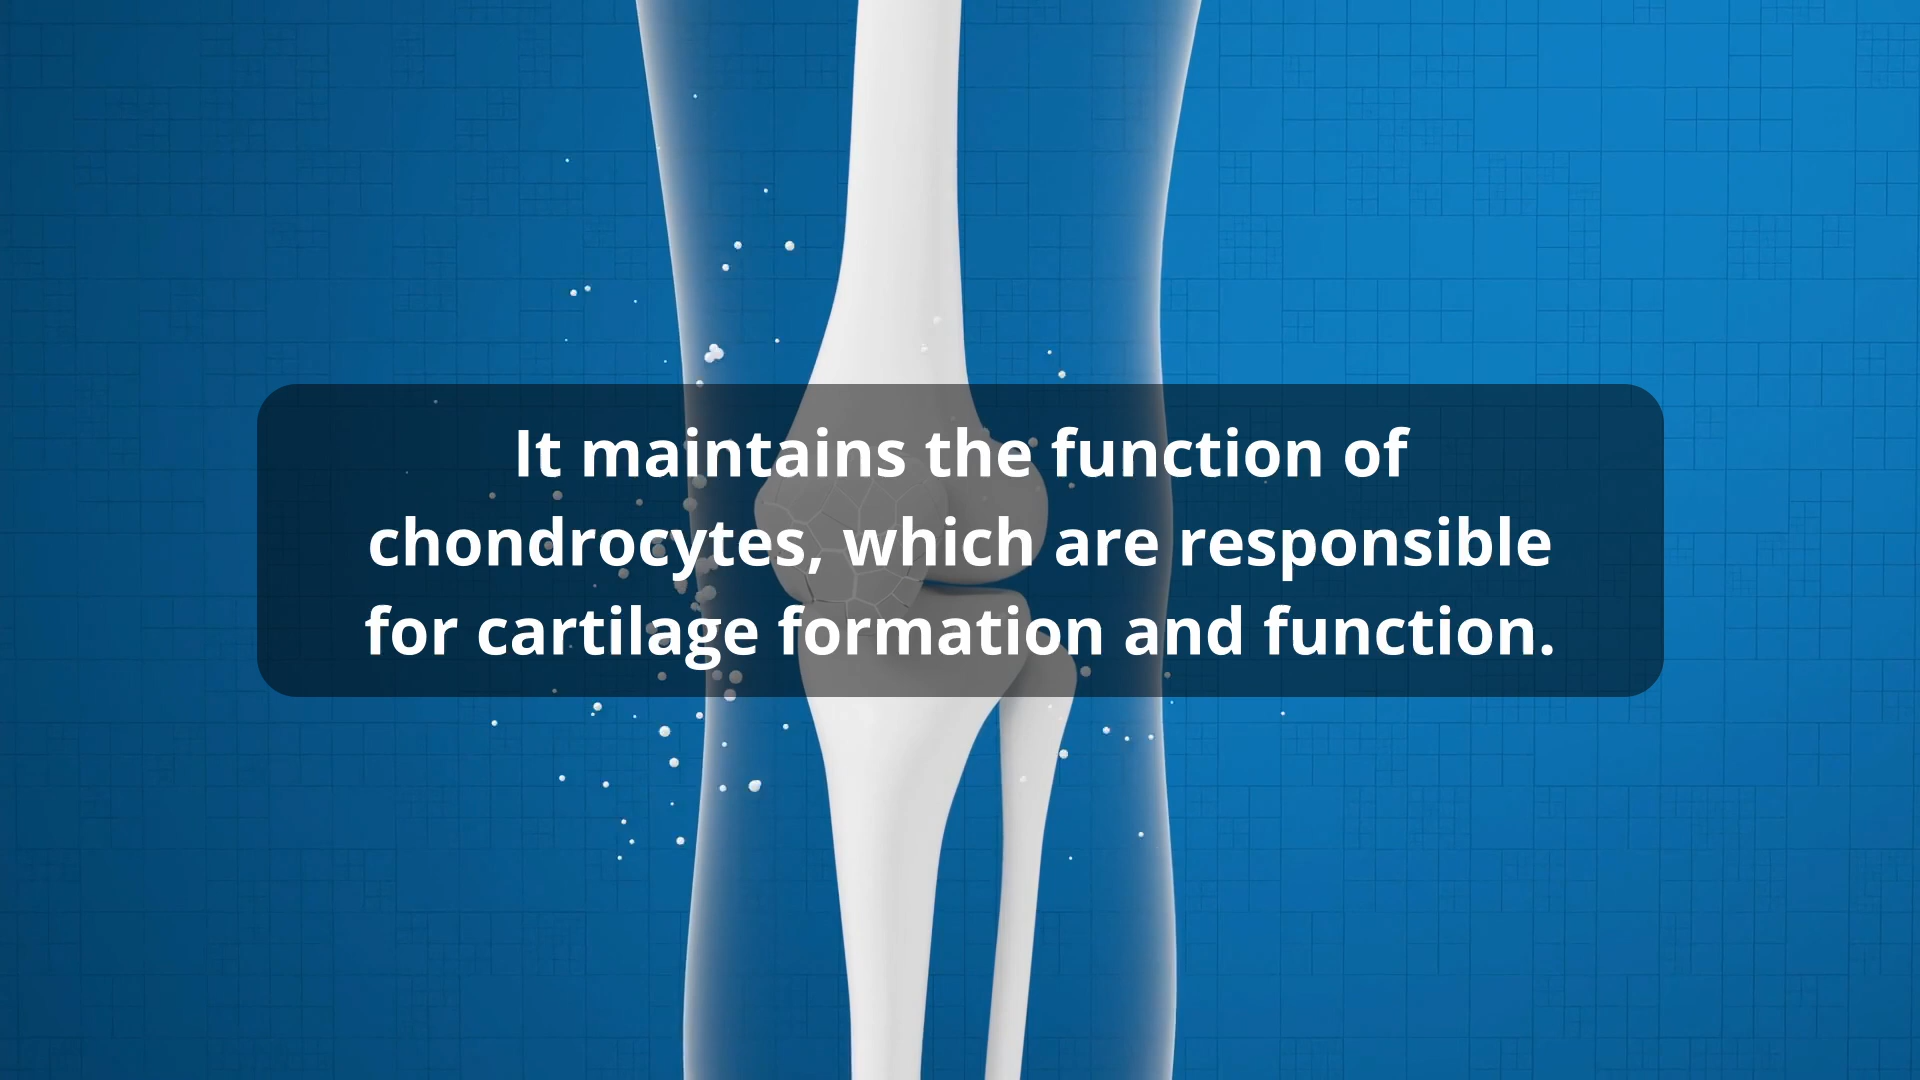 It maintains the function of
chondrocytes, which are responsible
for cartilage formation and function.